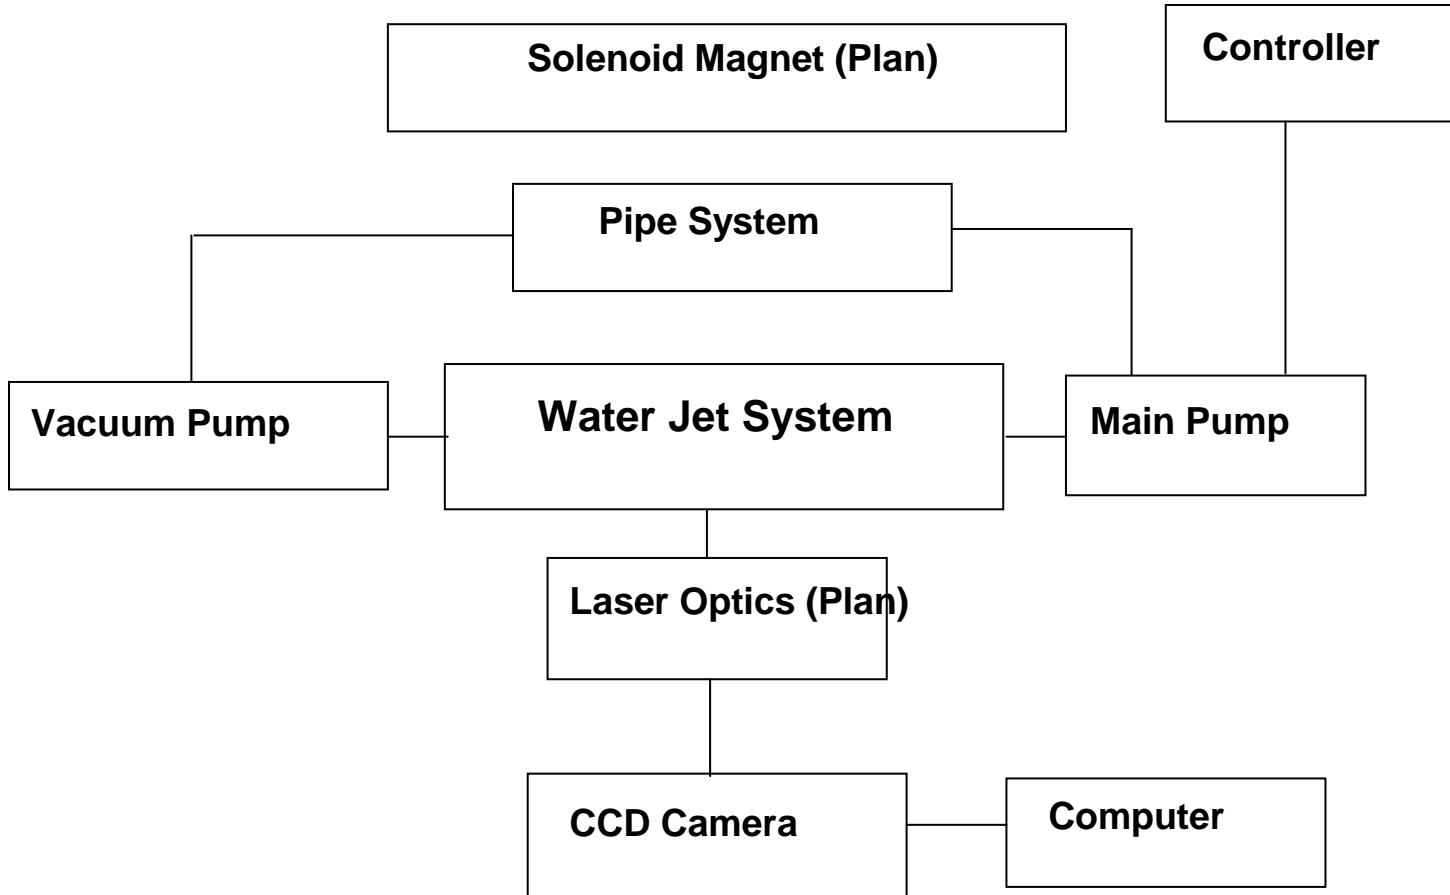 Solenoid Magnet (Plan)
Controller
Pipe System
Vacuum Pump
Water Jet System
Main Pump
Laser Optics (Plan)
CCD Camera
Computer